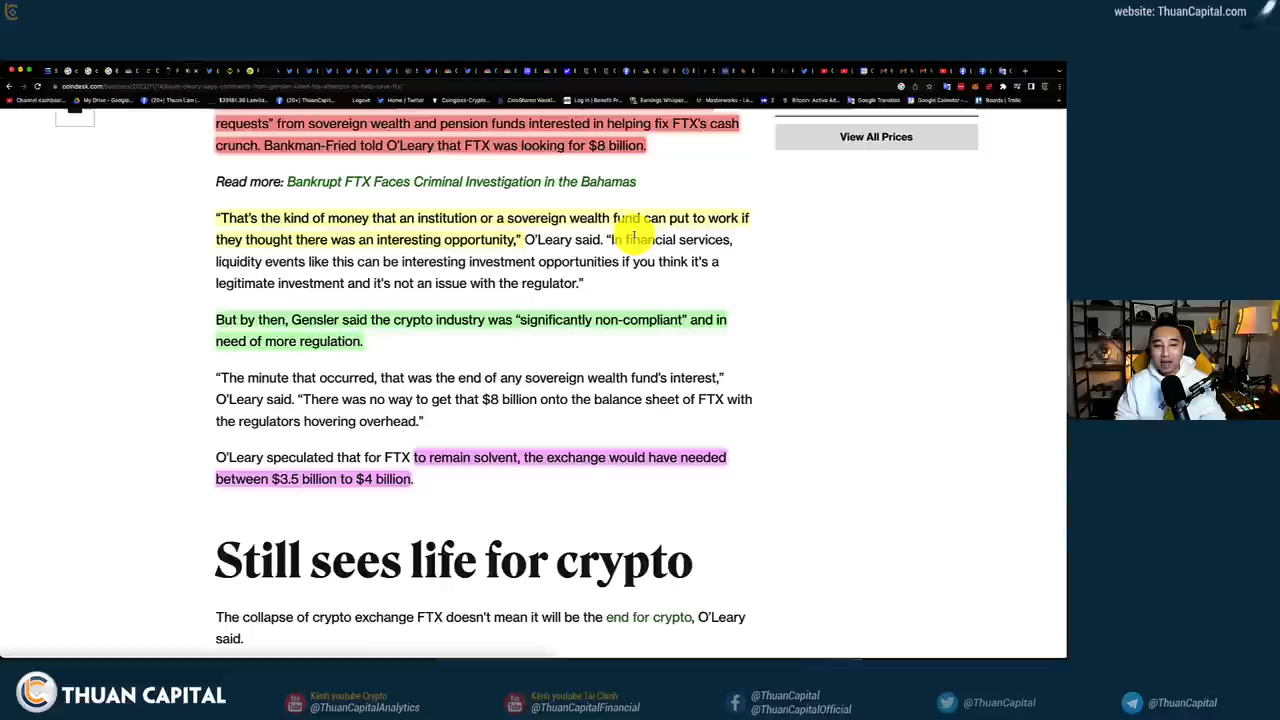 website: ThuanCapital.com
requests” from sovereign wealth and pension funds interested in helping fix FTX’s cash
crunch. Bankman-Fried told O’Leary that FTX was looking for $8 billion.
View All Prices
Read more: Bankrupt FTX Faces Criminal Investigation in the Bahamas
“That’s the kind of money that an institution or a sovereign wealth fund can put to work if
they thought there was an interesting opportunity,” O’Leary said. “In financial services,
liquidity events like this can be interesting investment opportunities if you think it's a
legitimate investment and it's not an issue with the regulator.”
But by then, Gensler said the crypto industry was “significantly non-compliant” and in
need of more regulation.
“The minute that occurred, that was the end of any sovereign wealth fund’s interest,”
O’Leary said. “There was no way to get that $8 billion onto the balance sheet of FTX with
the regulators hovering overhead.”
O’Leary speculated that for FTX to remain solvent, the exchange would have needed
between $3.5 billion to $4 billion.
Still sees life for crypto
The collapse of crypto exchange FTX doesn't mean it will be the end for crypto, O’Leary
said.
THUAN CAPITAL
Kênh youtube Crypto
@ThuanCapitalAnalytics
Kênh youtube Tài Chính
@ThuanCapitalFinancial
@ThuanCapital
@ThuanCapitalOfficial
@ThuanCapital
@ThuanCapital